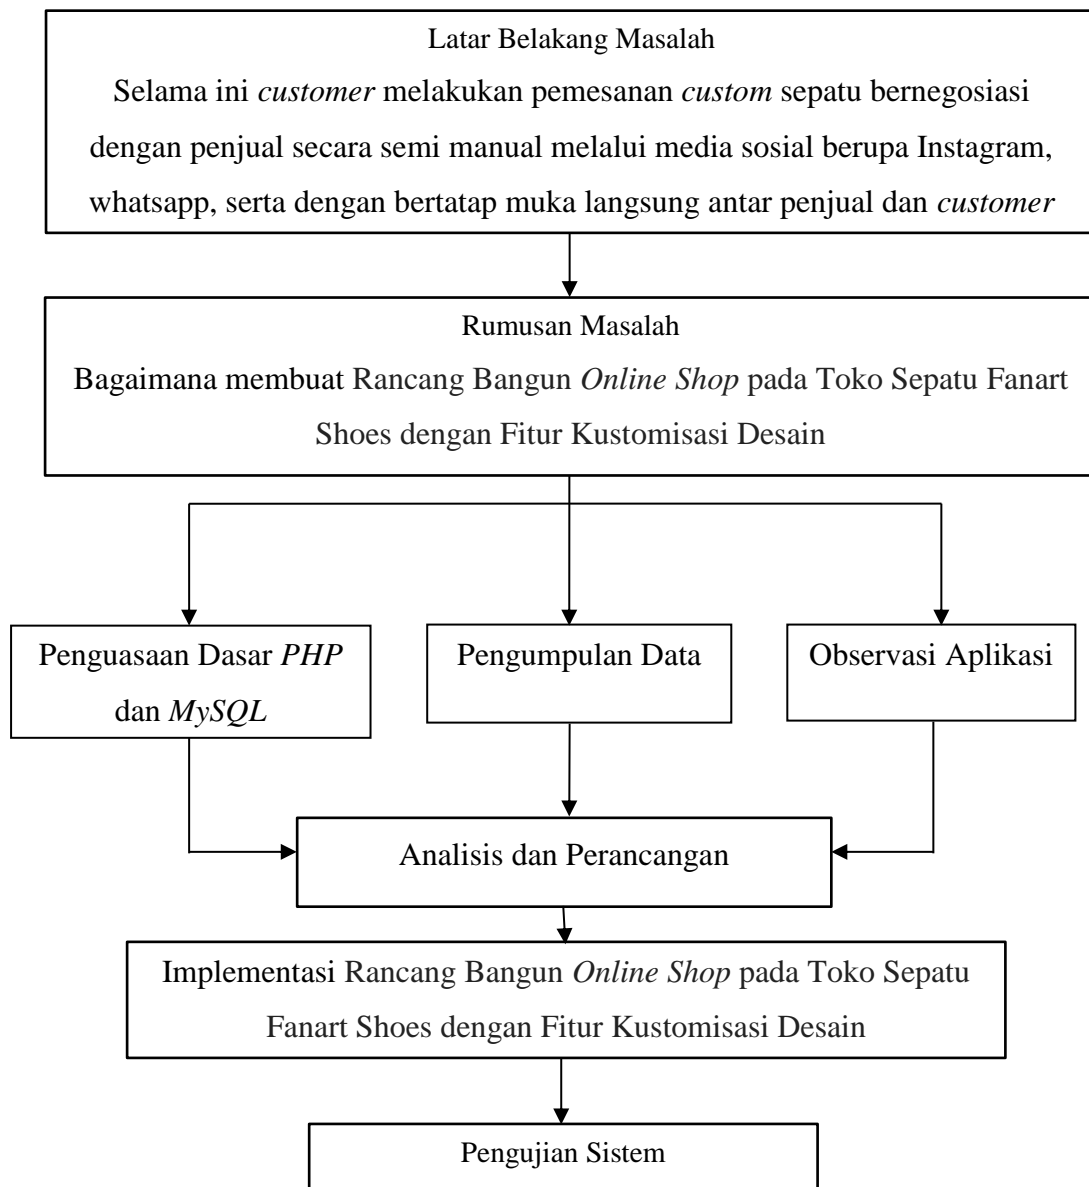 Latar Belakang Masalah
Selama ini customer melakukan pemesanan custom sepatu bernegosiasi
dengan penjual secara semi manual melalui media sosial berupa Instagram,
whatsapp, serta dengan bertatap muka langsung antar penjual dan customer
Rumusan Masalah
Bagaimana membuat Rancang Bangun Online Shop pada Toko Sepatu Fanart
Shoes dengan Fitur Kustomisasi Desain
Penguasaan Dasar PHP
dan MySQL
Pengumpulan Data
Observasi Aplikasi
Analisis dan Perancangan
Implementasi Rancang Bangun Online Shop pada Toko Sepatu
Fanart Shoes dengan Fitur Kustomisasi Desain
Pengujian Sistem